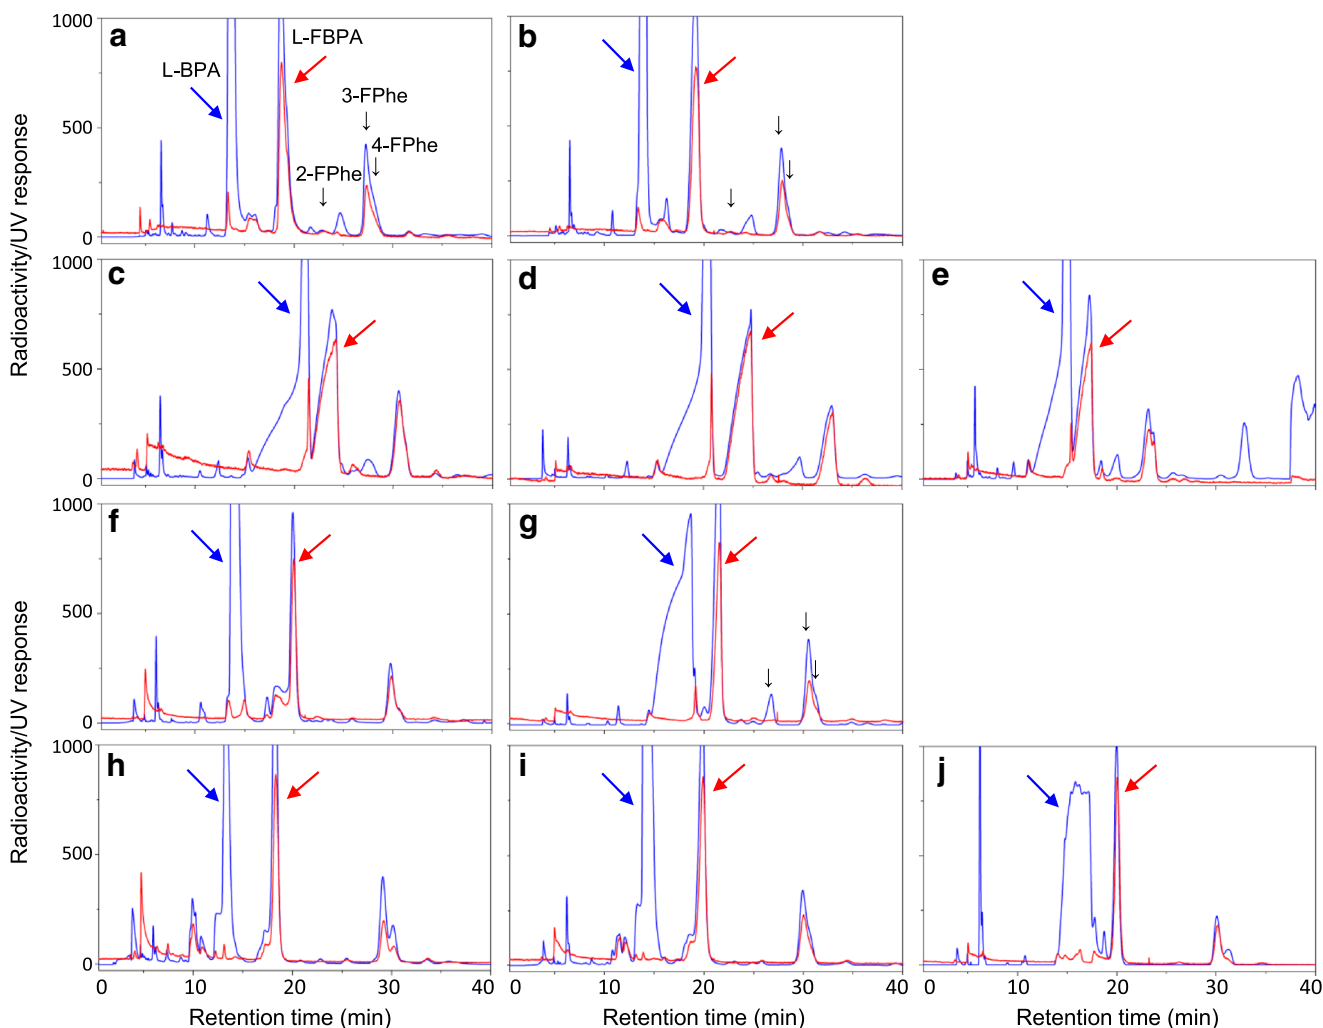 a
L-BPA
L-FBPA
3-FPhe
4-FPhe
2-FPhe
1000
500
0
b
Radioactivity/UV response
c
1000
500
0
d
e
f
1000
500
0
g
Radioactivity/UV response
h
1000
500
0
i
j
0 10 20 30 40
0 10 20 30 40
0 10 20 30 40
Retention time (min)
Retention time (min)
Retention time (min)